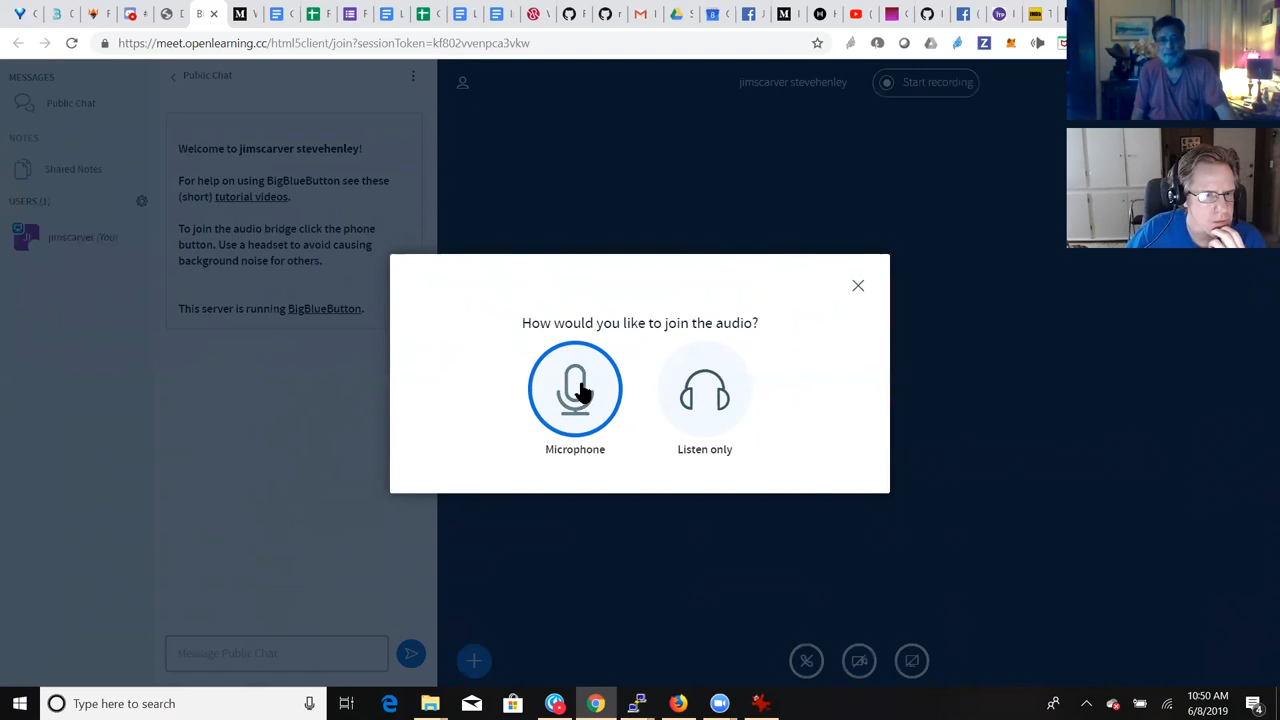 https://meet.openlearning.cc/html5client/join?sessionToken=
MESSAGES
Public Chat
NOTES
Shared Notes
USERS (1)
jimscarver (You)
Public Chat
Welcome to jimscarver stevehenley!
For help on using BigBlueButton see these
(short) tutorial videos.
To join the audio bridge click the phone
button. Use a headset to avoid causing
background noise for others.
This server is running BigBlueButton.
Message Public Chat
jimscarver stevehenley
Start recording
How would you like to join the audio?
Microphone
Listen only
Type here to search
10:50 AM
6/8/2019
4